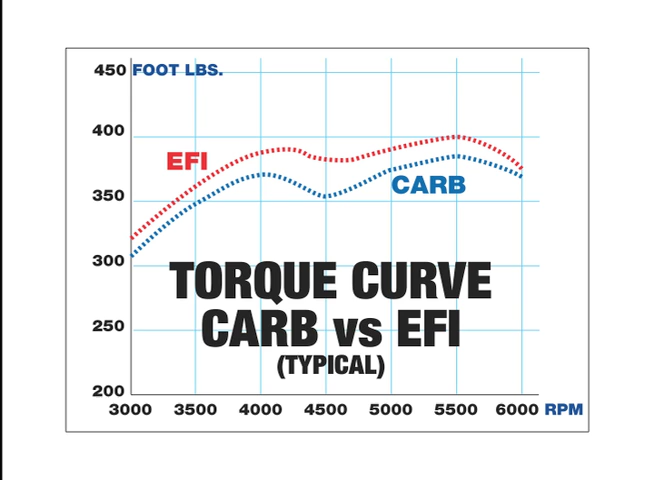 450 FOOT LBS.
400
EFI
CARB
350
300
TORQUE CURVE
CARB vs EFI
(TYPICAL)
250
200
3000 3500 4000 4500 5000 5500 6000 RPM